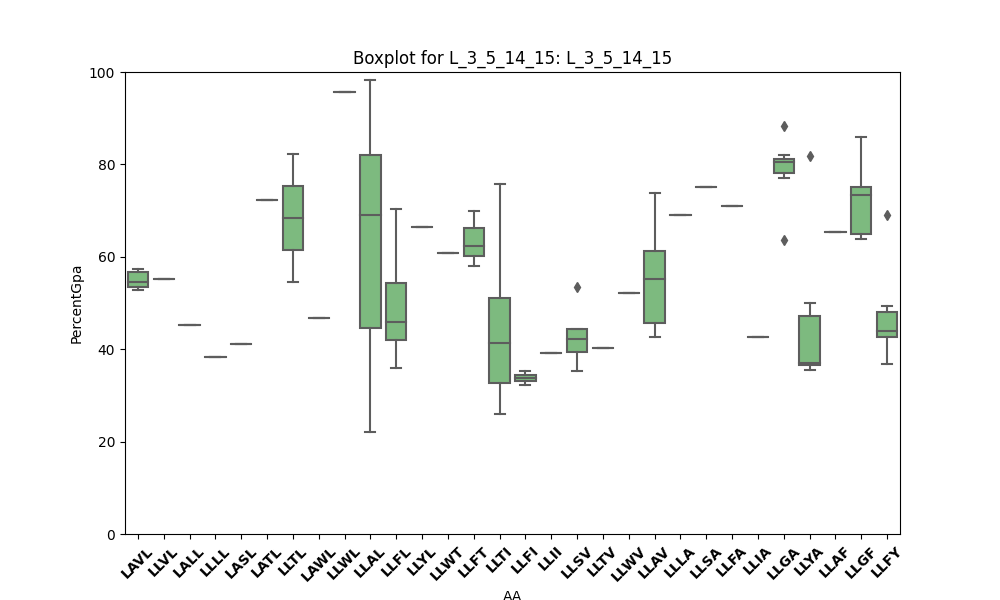 Boxplot for L_3_5_14_15: L_3_5_14_15
100
80
60
40
20
0
PercentGpa
LAVL LLVL LALL LLLL LASL LATL LLTL LAWL LLWL LLAL LLFL LLYL LLWT LLFT LLTI LLFI LLII LLSV LLTV LLWV LLAV LLLA LLSA LLFA LLIA LLGA LLYA LLAF LLGF LLFY
AA